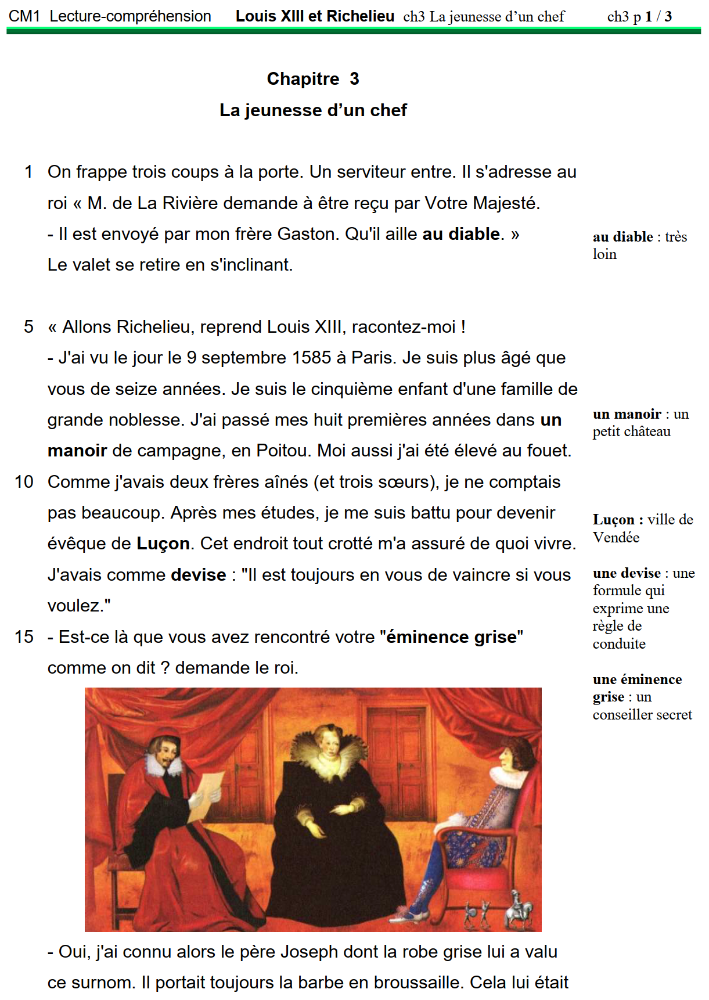 CM1 Lecture-compréhension Louis XIII et Richelieu ch3 La jeunesse d’un chef ch3 p 1 / 3
Chapitre 3
La jeunesse d’un chef
1 On frappe trois coups à la porte. Un serviteur entre. Il s'adresse au
roi « M. de La Rivière demande à être reçu par Votre Majesté.
- Il est envoyé par mon frère Gaston. Qu'il aille au diable. »
au diable : très
loin
Le valet se retire en s'inclinant.
5 « Allons Richelieu, reprend Louis XIII, racontez-moi !
- J'ai vu le jour le 9 septembre 1585 à Paris. Je suis plus âgé que
vous de seize années. Je suis le cinquième enfant d'une famille de
grande noblesse. J'ai passé mes huit premières années dans un
un manoir : un
petit château
manoir de campagne, en Poitou. Moi aussi j'ai été élevé au fouet.
10 Comme j'avais deux frères aînés (et trois sœurs), je ne comptais
pas beaucoup. Après mes études, je me suis battu pour devenir
Luçon : ville de
Vendée
évêque de Luçon. Cet endroit tout crotté m'a assuré de quoi vivre.
J'avais comme devise : "Il est toujours en vous de vaincre si vous
voulez."
une devise : une
formule qui
exprime une
règle de
conduite
15 - Est-ce là que vous avez rencontré votre "éminence grise"
comme on dit ? demande le roi.
une éminence
grise : un
conseiller secret
- Oui, j'ai connu alors le père Joseph dont la robe grise lui a valu
ce surnom. Il portait toujours la barbe en broussaille. Cela lui était